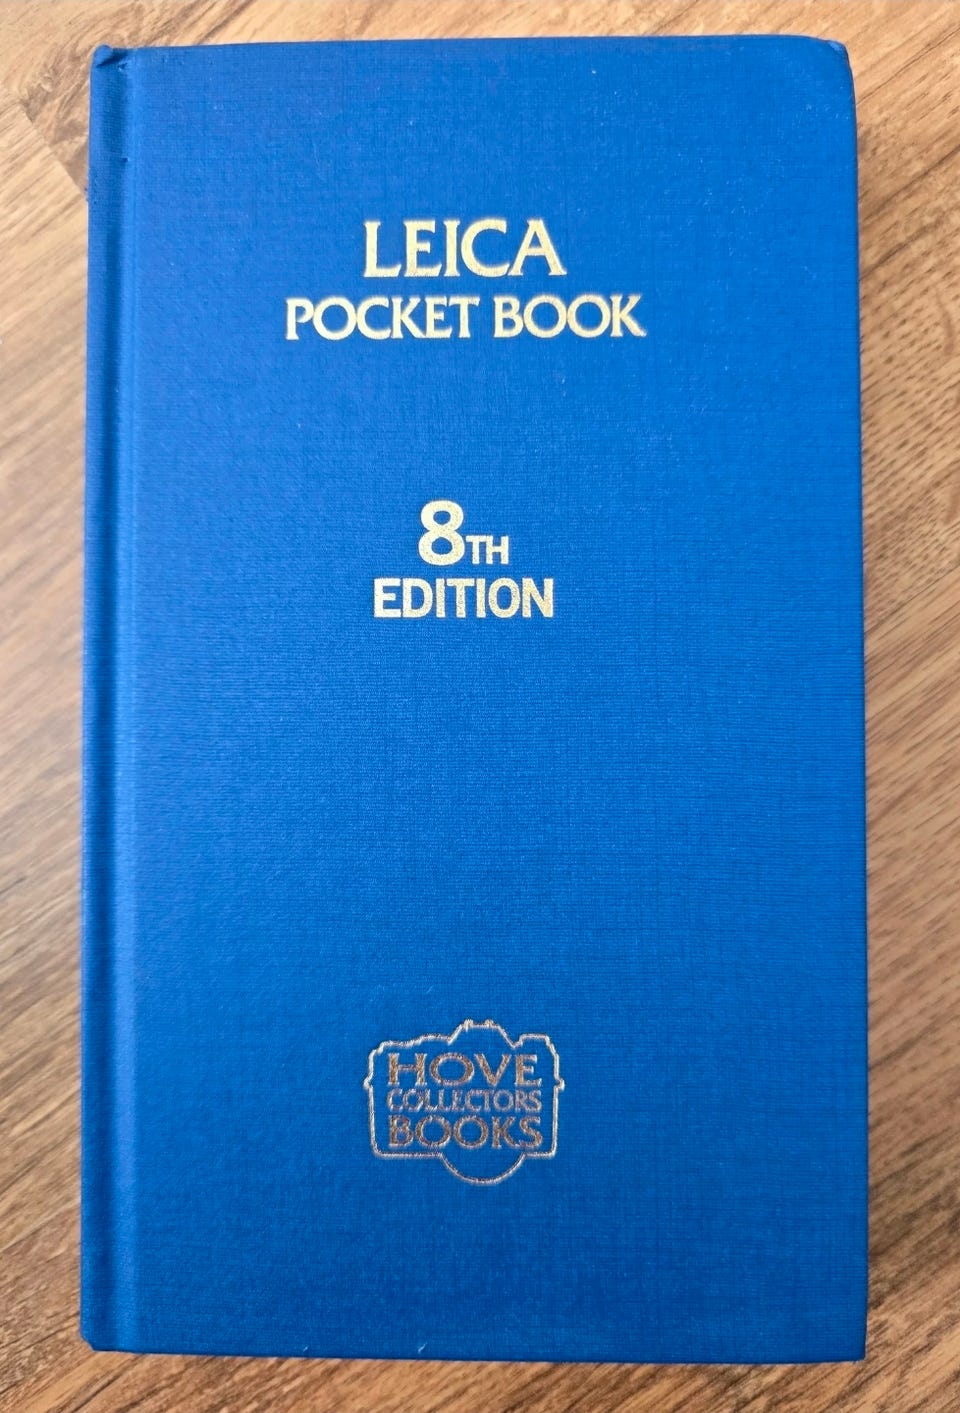 LEICA
POCKET BOOK
8TH
EDITION
HOVE
COLLECTORS
BOOKS